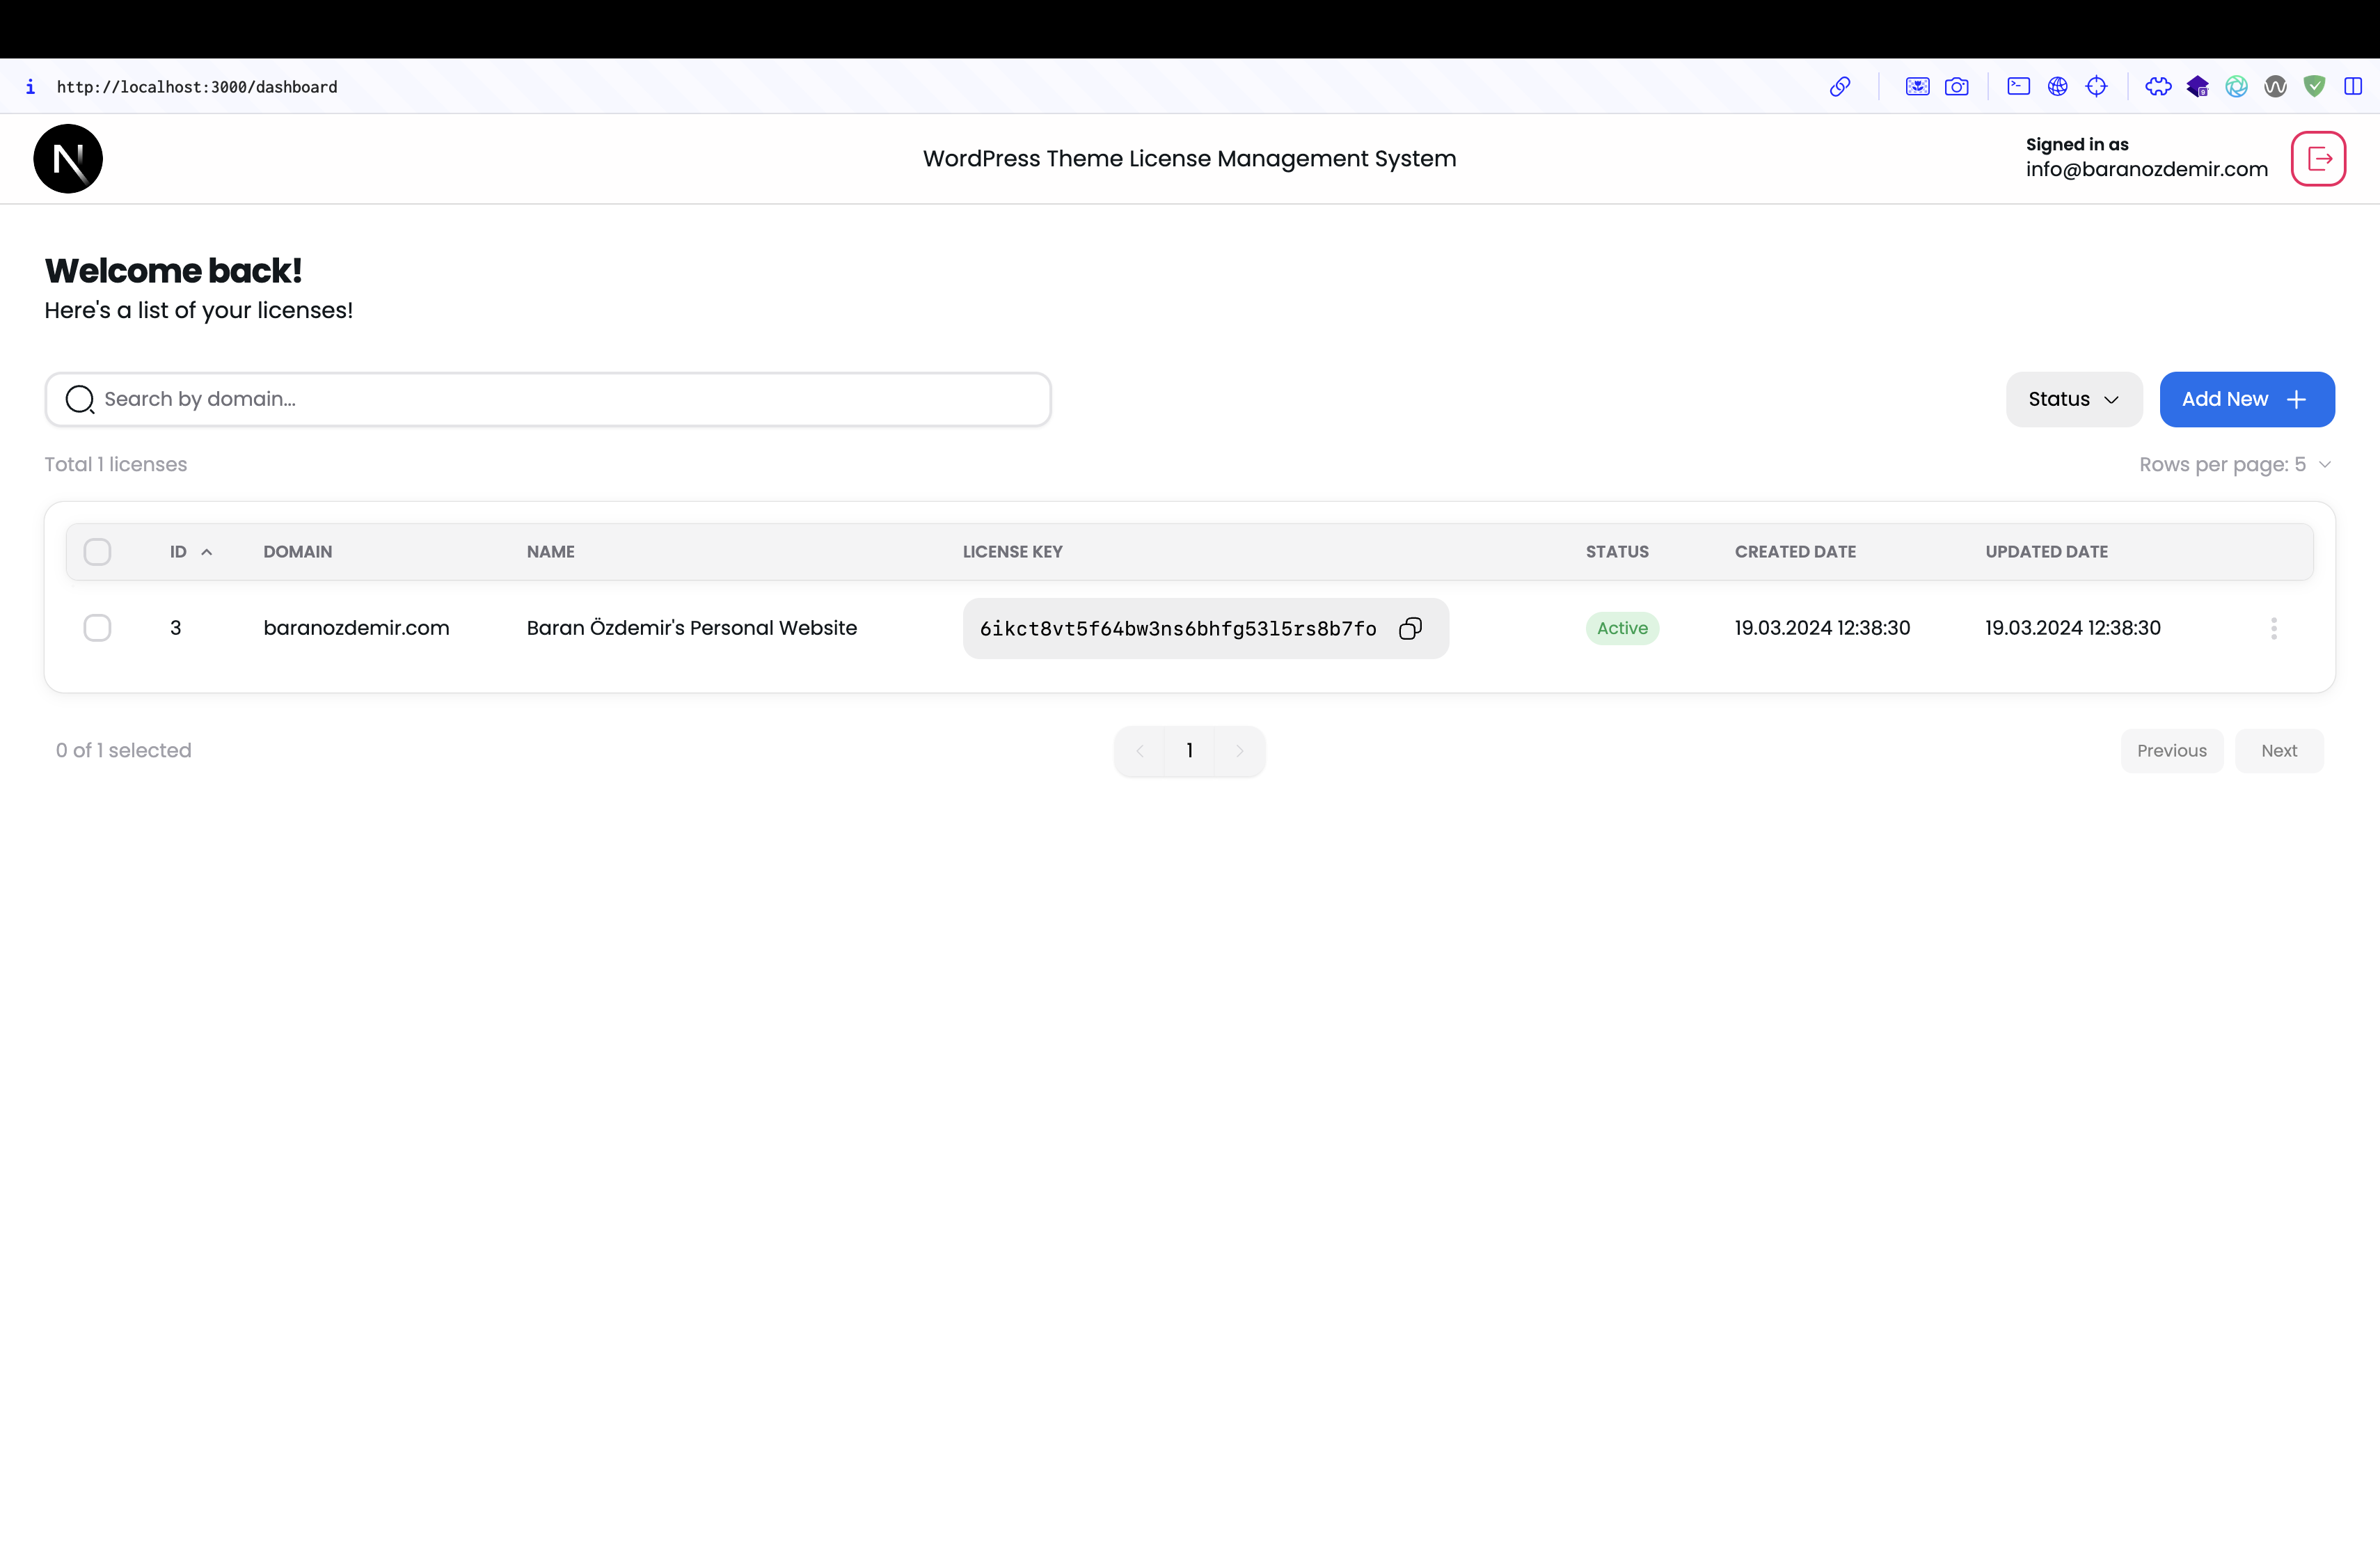 http://localhost:3000/dashboard
N
WordPress Theme License Management System
Signed in as
info@baranozdemir.com
Welcome back!
Here's a list of your licenses!
Search by domain...
Status
Add New
Total 1 licenses
Rows per page: 5
ID DOMAIN NAME LICENSE KEY STATUS CREATED DATE UPDATED DATE
3 baranozdemir.com Baran Özdemir's Personal Website 6ikct8vt5f64bw3ns6bhfg53l5rs8b7fo Active 19.03.2024 12:38:30 19.03.2024 12:38:30
0 of 1 selected
1
Previous
Next